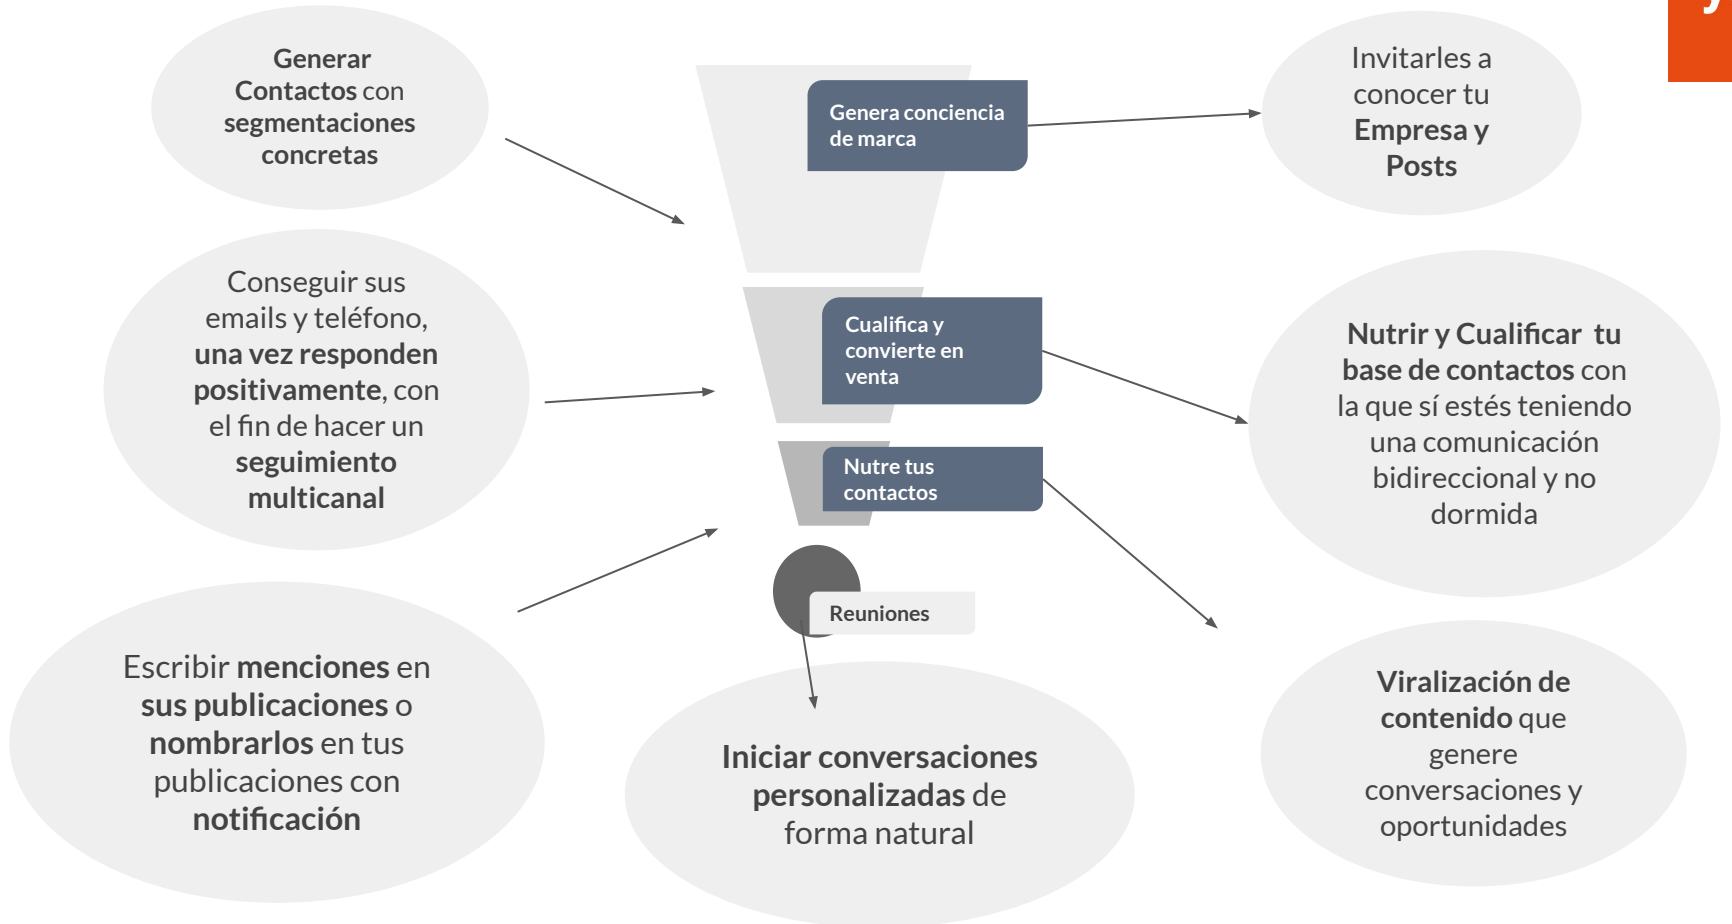 y
Generar
Contactos con
segmentaciones
concretas
Genera conciencia
de marca
Invitarles a
conocer tu
Empresa y
Posts
Conseguir sus
emails y teléfono,
una vez responden
positivamente, con
el fin de hacer un
seguimiento
multicanal
Cualifica y
convierte en
venta
Nutrir y Cualificar tu
base de contactos con
la que sí estés teniendo
una comunicación
bidireccional y no
dormida
Nutre tus
contactos
Reuniones
Escribir menciones en
sus publicaciones o
nombrarlos en tus
publicaciones con
notificación
Iniciar conversaciones
personalizadas de
forma natural
Viralización de
contenido que
genere
conversaciones y
oportunidades